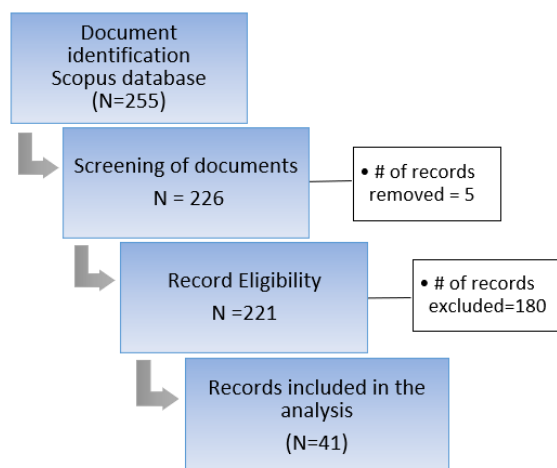 Document
identification
Scopus database
(N=255)
Screening of documents
N = 226
• # of records
removed = 5
Record Eligibility
N =221
• # of records
excluded=180
Records included in the
analysis
(N=41)